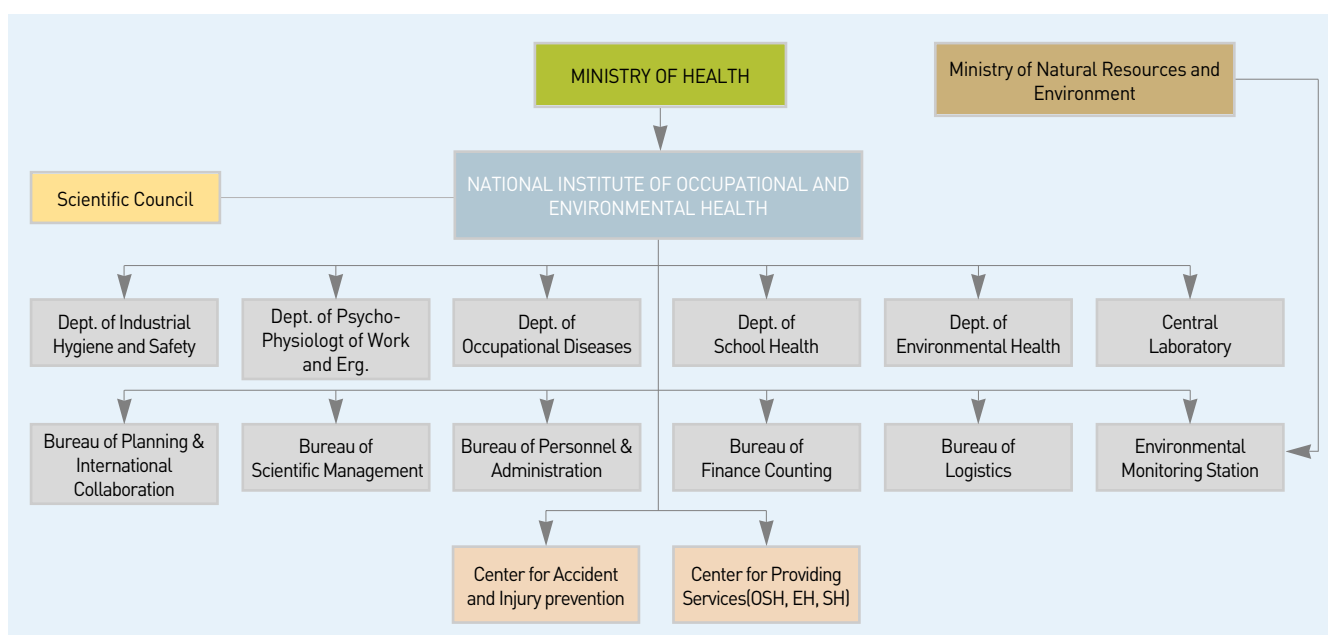 MINISTRY OF HEALTH
Ministry of Natural Resources and
Environment
Scientific Council
NATIONAL INSTITUTE OF OCCUPATIONAL AND
ENVIRONMENTAL HEALTH
Dept. of Industrial
Hygiene and Safety
Dept. of Psycho-
Physiologt of Work
and Erg.
Dept. of
Occupational Diseases
Dept. of
School Health
Dept. of
Environmental Health
Central
Laboratory
Bureau of Planning &
International
Collaboration
Bureau of
Scientific Management
Bureau of Personnel &
Administration
Bureau of
Finance Counting
Bureau of
Logistics
Environmental
Monitoring Station
Center for Accident
and Injury prevention
Center for Providing
Services(OSH, EH, SH)